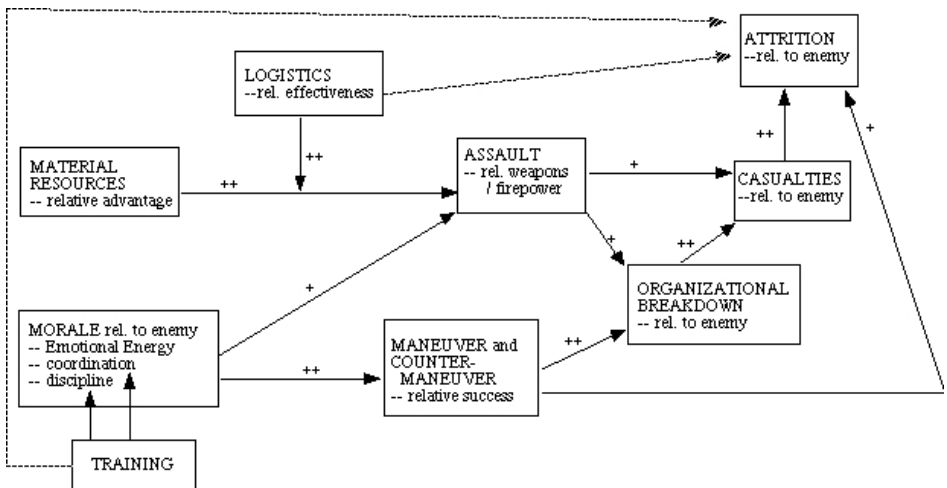 ATTRITION
--rel. to enemy
LOGISTICS
--rel. effectiveness
++
++
+
MATERIAL
RESOURCES
-- relative advantage
++
ASSAULT
-- rel. weapons
/ firepower
+
CASUALTIES
--rel. to enemy
+
++
ORGANIZATIONAL
BREAKDOWN
-- rel. to enemy
+
MORALE rel. to enemy
-- Emotional Energy
-- coordination
-- discipline
++
MANEUVER and
COUNTER-
MANEUVER
-- relative success
++
TRAINING